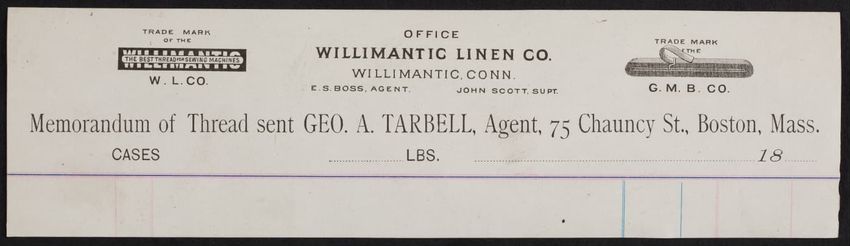 TRADE MARK
OF THE
WILLIMANTIC
THE BEST THREAD FOR SEWING MACHINES
W. L. CO.
OFFICE
WILLIMANTIC LINEN CO.
WILLIMANTIC, CONN.
E. S. BOSS, AGENT. JOHN SCOTT, SUPT.
TRADE MARK
OF THE
G. M. B. CO.
Memorandum of Thread sent GEO. A. TARBELL, Agent, 75 Chauncy St., Boston, Mass.
CASES LBS. 18